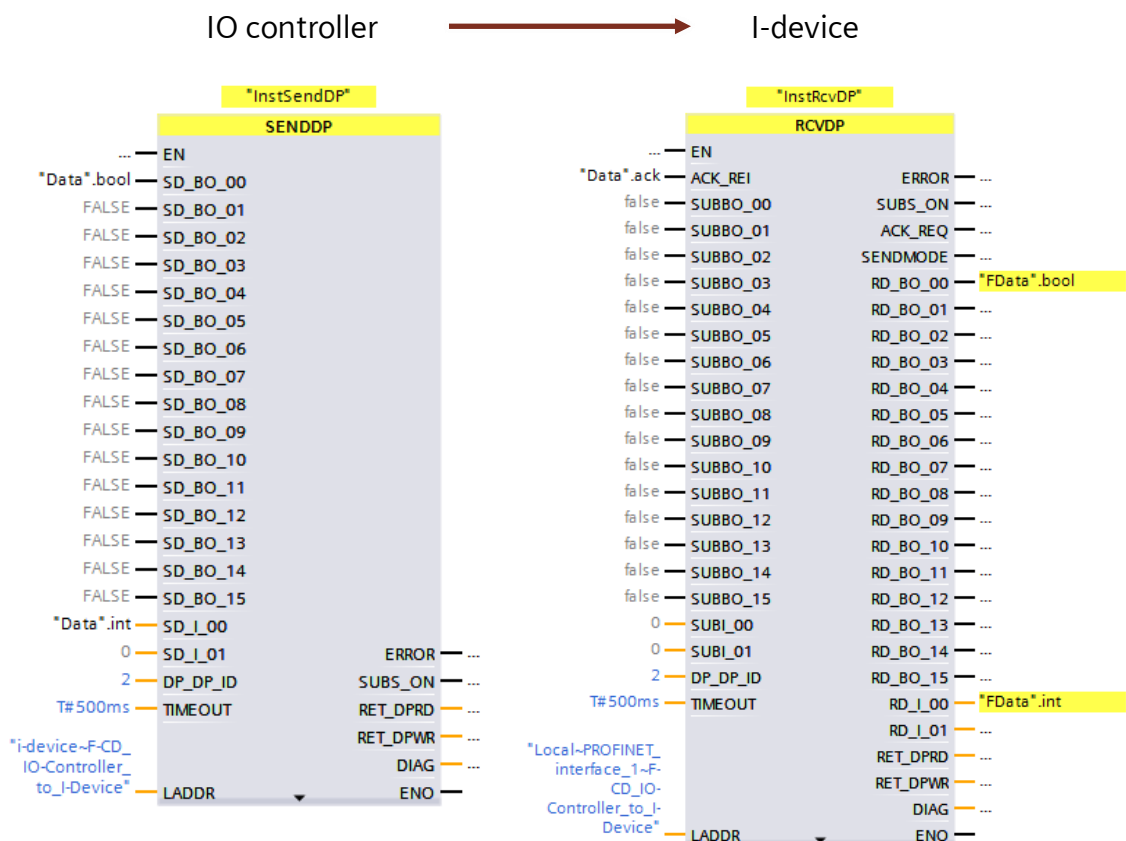 IO controller
I-device
"InstSendDP"
SENDDP
... EN
"Data".bool SD_BO_00
FALSE SD_BO_01
FALSE SD_BO_02
FALSE SD_BO_03
FALSE SD_BO_04
FALSE SD_BO_05
FALSE SD_BO_06
FALSE SD_BO_07
FALSE SD_BO_08
FALSE SD_BO_09
FALSE SD_BO_10
FALSE SD_BO_11
FALSE SD_BO_12
FALSE SD_BO_13
FALSE SD_BO_14
FALSE SD_BO_15
"Data".int SD_I_00
0 SD_I_01 ERROR ...
2 DP_DP_ID SUBS_ON ...
T#500ms TIMEOUT RET_DPRD ...
RET_DPWR ...
"i-device~F-CD_
IO-Controller_
to_I-Device"
DIAG ...
LADDR ENO
"InstRcvDP"
RCVDP
... EN
"Data".ack ACK_REI ERROR ...
false SUBBO_00 SUBS_ON ...
false SUBBO_01 ACK_REQ ...
false SUBBO_02 SENDMODE ...
false SUBBO_03 RD_BO_00 "FData".bool
false SUBBO_04 RD_BO_01 ...
false SUBBO_05 RD_BO_02 ...
false SUBBO_06 RD_BO_03 ...
false SUBBO_07 RD_BO_04 ...
false SUBBO_08 RD_BO_05 ...
false SUBBO_09 RD_BO_06 ...
false SUBBO_10 RD_BO_07 ...
false SUBBO_11 RD_BO_08 ...
false SUBBO_12 RD_BO_09 ...
false SUBBO_13 RD_BO_10 ...
false SUBBO_14 RD_BO_11 ...
false SUBBO_15 RD_BO_12 ...
0 SUBI_00 RD_BO_13 ...
0 SUBI_01 RD_BO_14 ...
2 DP_DP_ID RD_BO_15 ...
T#500ms TIMEOUT RD_I_00 "FData".int
RD_I_01 ...
"Local~PROFINET_
interface_1~F-
CD_IO-
Controller_to_I-
Device"
RET_DPRD ...
RET_DPWR ...
DIAG ...
LADDR ENO